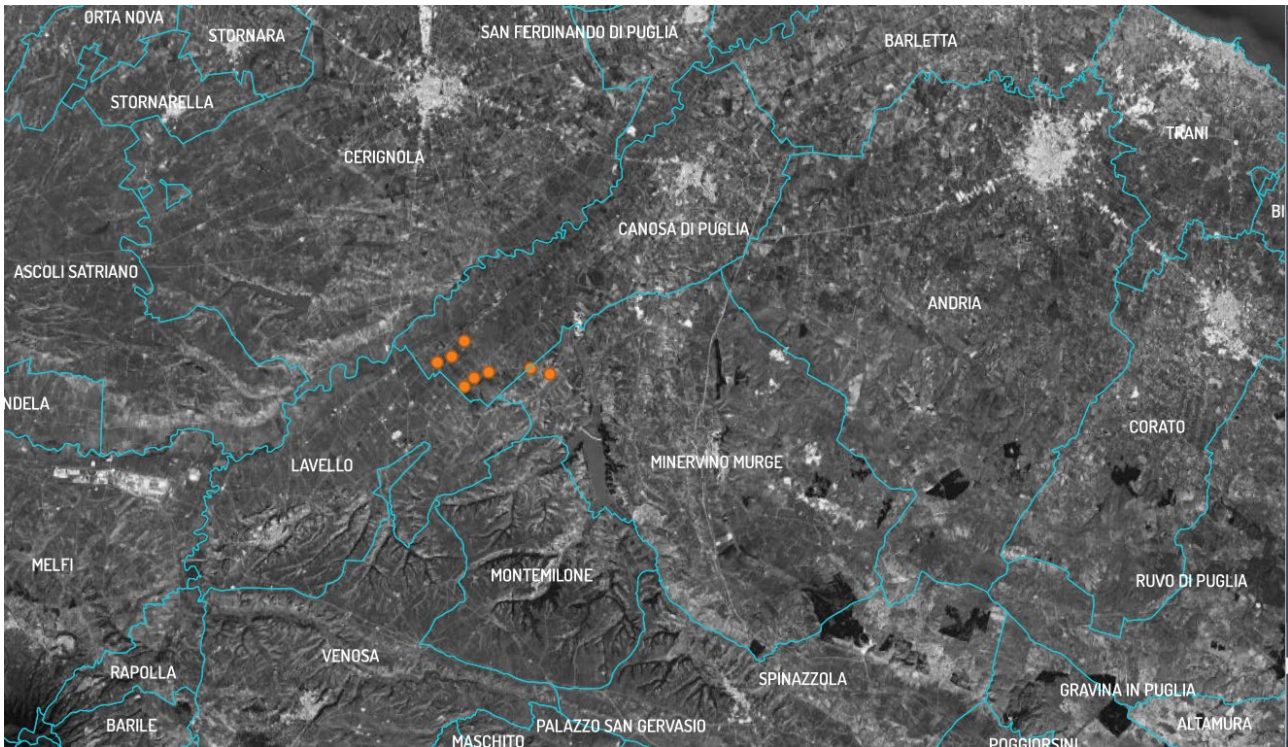 ORTA NOVA
STORNARA
SAN FERDINANDO DI PUGLIA
BARLETTA
STORNARELLA
TRANI
CERIGNOLA
BI
CANOSA DI PUGLIA
ASCOLI SATRIANO
ANDRIA
NDELA
CORATO
LAVELLO
MINERVINO MURGE
MELFI
MONTEMILONE
RUVO DI PUGLIA
VENOSA
RAPOLLA
SPINAZZOLA
GRAVINA IN PUGLIA
BARILE
PALAZZO SAN GERVASIO
ALTAMURA
MASCHITO
POGGIORSINI